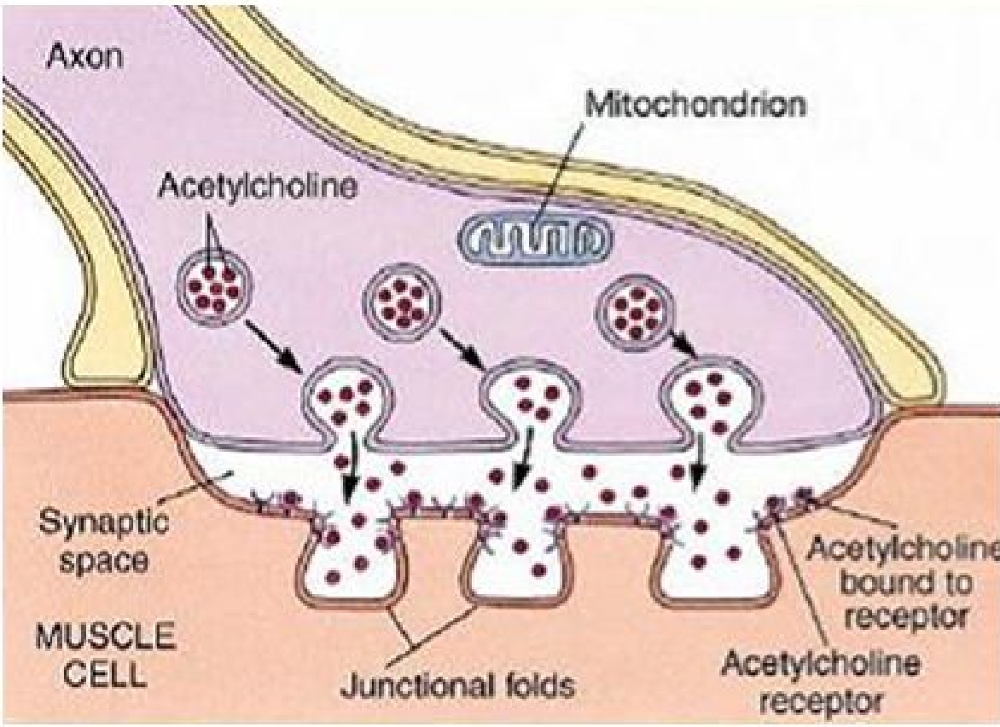 Axon
Mitochondrion
Acetylcholine
Synaptic
space
Acetylcholine
bound to
receptor
MUSCLE
CELL
Junctional folds
Acetylcholine
receptor